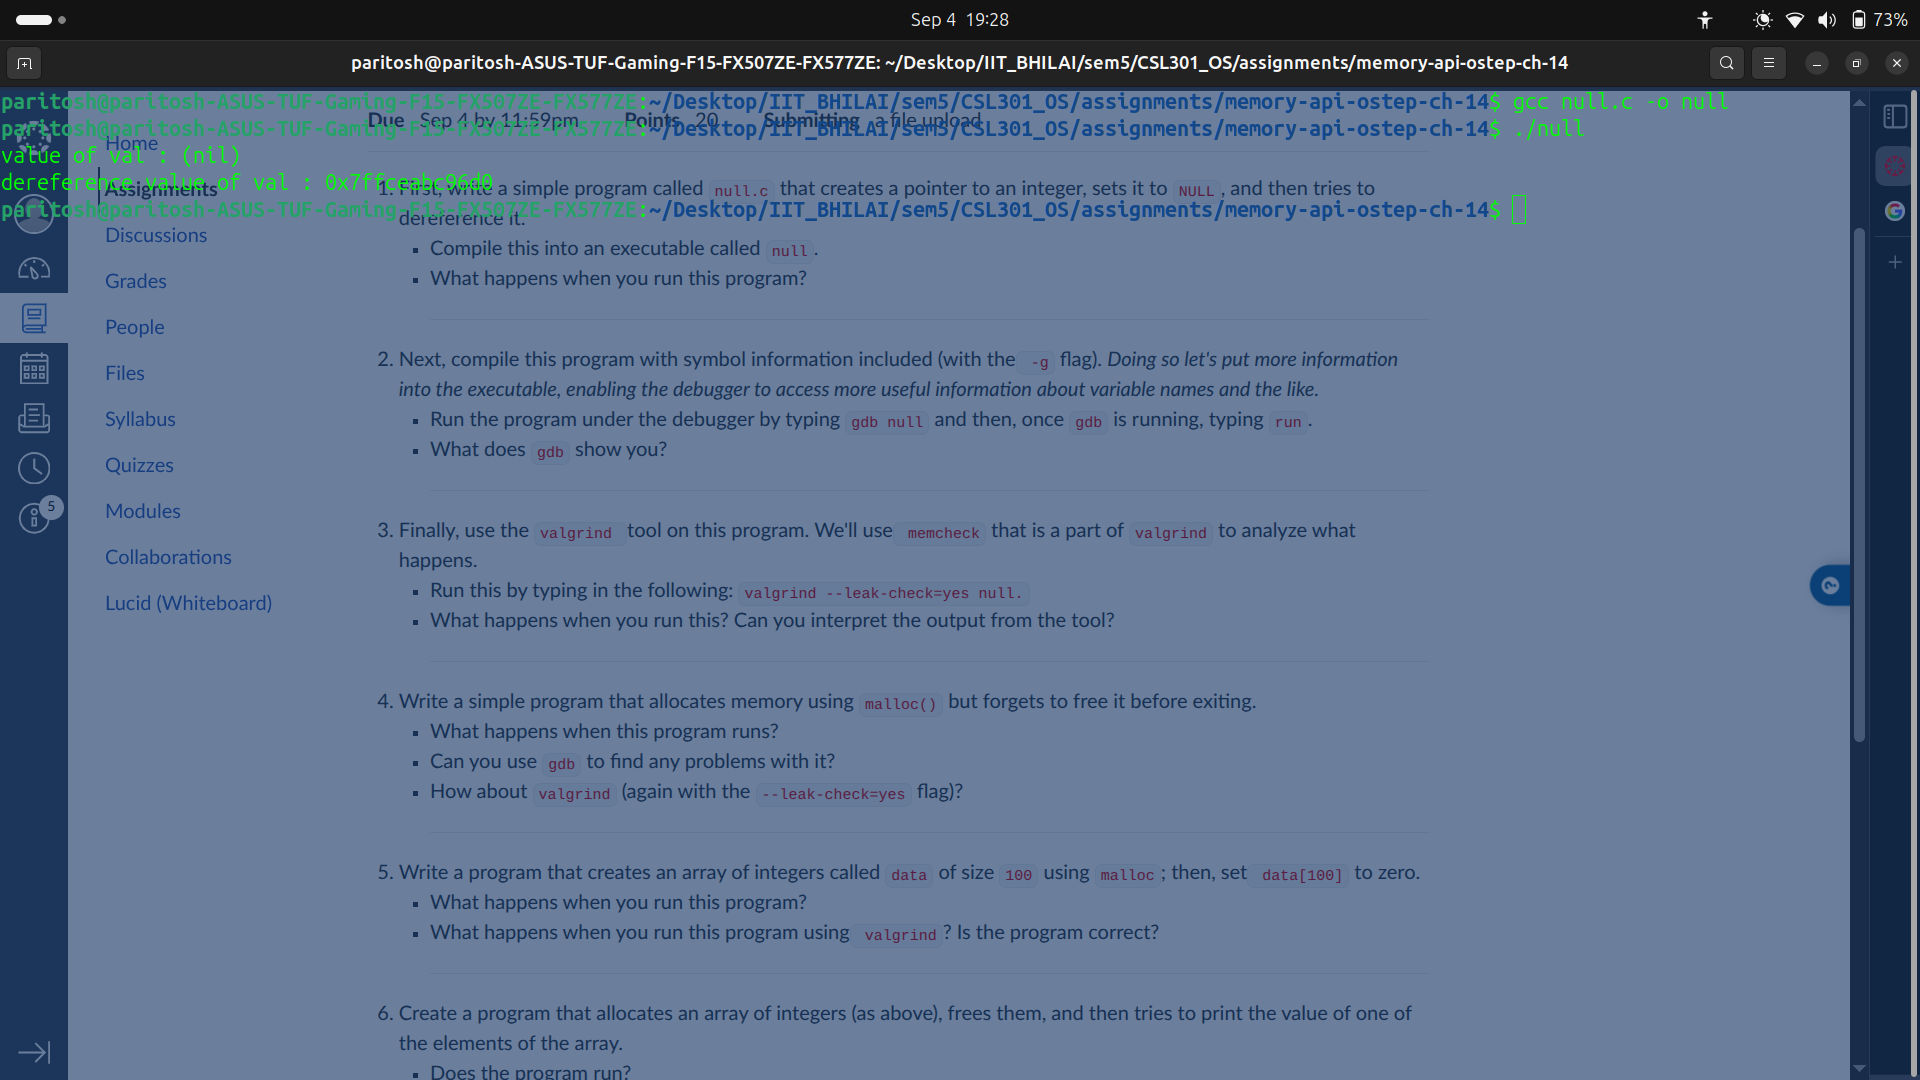 Sep 4 19:28
73%
paritosh@paritosh-ASUS-TUF-Gaming-F15-FX507ZE-FX577ZE: ~/Desktop/IIT_BHILAI/sem5/CSL301_OS/assignments/memory-api-ostep-ch-14
paritosh@paritosh-ASUS-TUF-Gaming-F15-FX507ZE-FX577ZE:~/Desktop/IIT_BHILAI/sem5/CSL301_OS/assignments/memory-api-ostep-ch-14$ gcc null.c -o null
Due Sep 4 by 11:59pm Points 20 Submitting a file upload
paritosh@paritosh-ASUS-TUF-Gaming-F15-FX507ZE-FX577ZE:~/Desktop/IIT_BHILAI/sem5/CSL301_OS/assignments/memory-api-ostep-ch-14$ ./null
value of val : (nil)
dereference value of val : 0x7ffceabc96d0
paritosh@paritosh-ASUS-TUF-Gaming-F15-FX507ZE-FX577ZE:~/Desktop/IIT_BHILAI/sem5/CSL301_OS/assignments/memory-api-ostep-ch-14$
Home
Assignments
Discussions
Grades
People
Files
Syllabus
Quizzes
Modules
Collaborations
Lucid (Whiteboard)
5
1. First, write a simple program called null.c that creates a pointer to an integer, sets it to NULL , and then tries to
dereference it.
▪ Compile this into an executable called null .
▪ What happens when you run this program?
2. Next, compile this program with symbol information included (with the -g flag). Doing so let's put more information
into the executable, enabling the debugger to access more useful information about variable names and the like.
▪ Run the program under the debugger by typing gdb null and then, once gdb is running, typing run .
▪ What does gdb show you?
3. Finally, use the valgrind tool on this program. We'll use memcheck that is a part of valgrind to analyze what
happens.
▪ Run this by typing in the following: valgrind --leak-check=yes null.
▪ What happens when you run this? Can you interpret the output from the tool?
4. Write a simple program that allocates memory using malloc() but forgets to free it before exiting.
▪ What happens when this program runs?
▪ Can you use gdb to find any problems with it?
▪ How about valgrind (again with the --leak-check=yes flag)?
5. Write a program that creates an array of integers called data of size 100 using malloc ; then, set data[100] to zero.
▪ What happens when you run this program?
▪ What happens when you run this program using valgrind ? Is the program correct?
6. Create a program that allocates an array of integers (as above), frees them, and then tries to print the value of one of
the elements of the array.
▪ Does the program run?